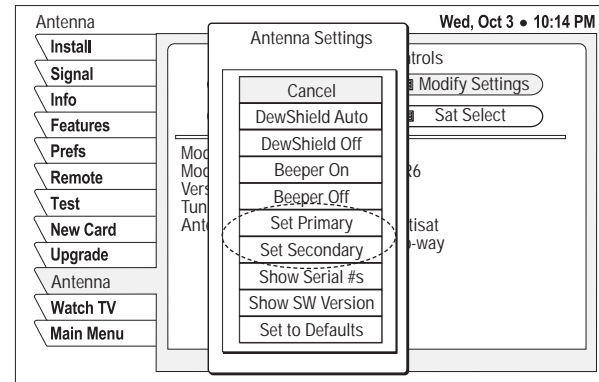 Antenna
Wed, Oct 3 • 10:14 PM
Install
Signal
Info
Features
Prefs
Remote
Test
New Card
Upgrade
Antenna
Watch TV
Main Menu
Antenna Settings
Cancel
DewShield Auto
DewShield Off
Beeper On
Beeper Off
Set Primary
Set Secondary
Show Serial #s
Show SW Version
Set to Defaults
trols
Modify Settings
Sat Select
Mod
Mod
Vers
Tun
Ante
R6
tisat
-way